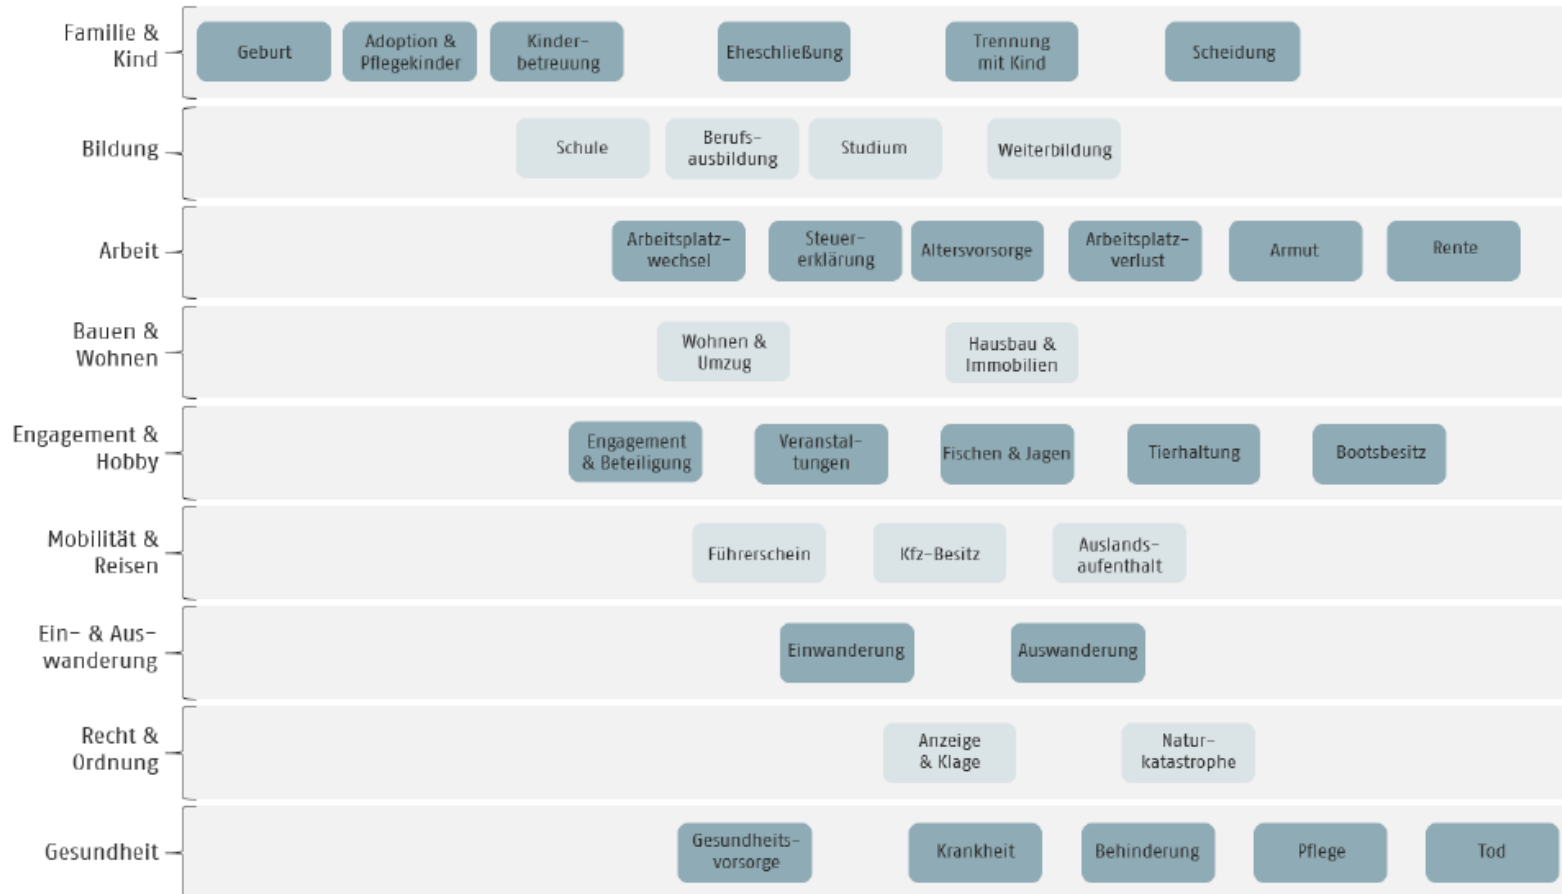 Familie &
Kind
Geburt
Adoption &
Pflegekinder
Kinder-
betreuung
Eheschließung
Trennung
mit Kind
Scheidung
Bildung
Schule
Berufs-
ausbildung
Studium
Weiterbildung
Arbeit
Arbeitsplatz-
wechsel
Steuer-
erklärung
Altersvorsorge
Arbeitsplatz-
verlust
Armut
Rente
Bauen &
Wohnen
Wohnen &
Umzug
Hausbau &
Immobilien
Engagement &
Hobby
Engagement
& Beteiligung
Veranstal-
tungen
Fischen & Jagen
Tierhaltung
Bootsbesitz
Mobilität &
Reisen
Führerschein
Kfz-Besitz
Auslands-
aufenthalt
Ein- & Aus-
wanderung
Einwanderung
Auswanderung
Recht &
Ordnung
Anzeige
& Klage
Natur-
katastrophe
Gesundheit
Gesundheits-
vorsorge
Krankheit
Behinderung
Pflege
Tod